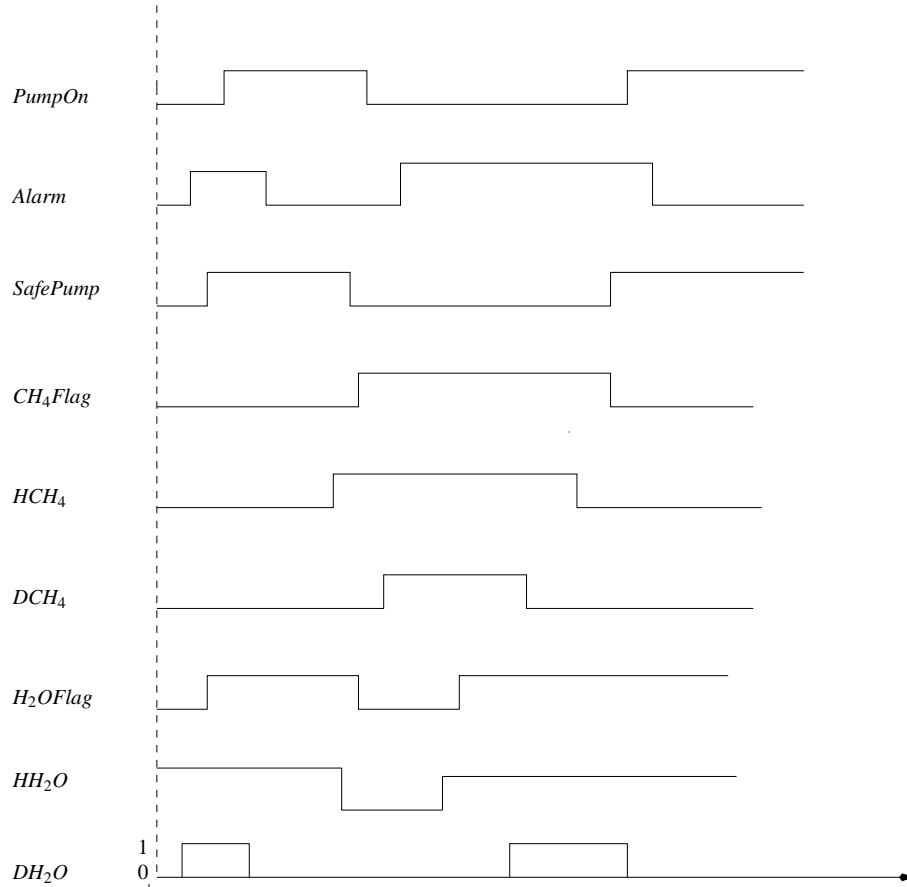 PumpOn
Alarm
SafePump
CH₄Flag
HCH₄
DCH₄
H₂OFlag
HH₂O
1
0
DH₂O